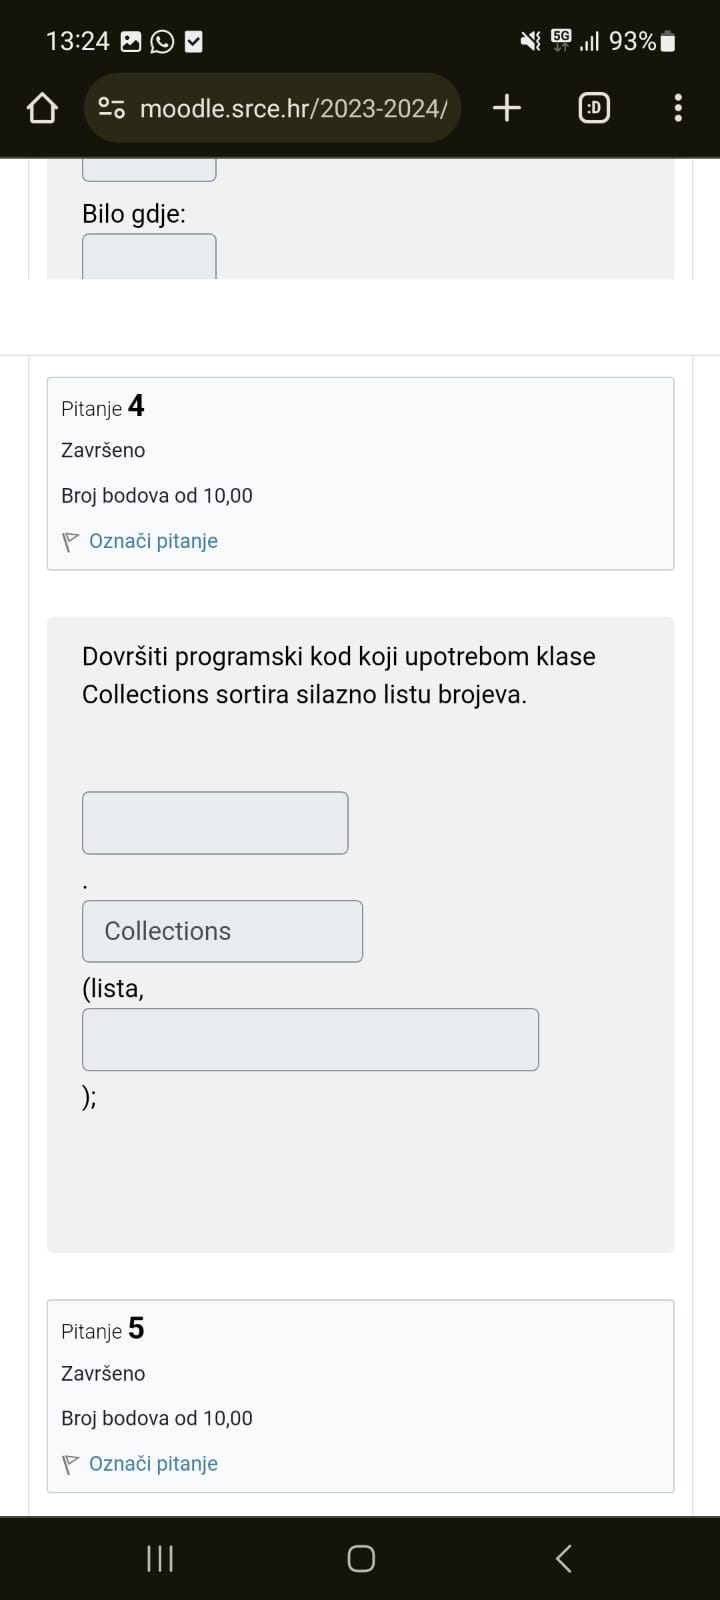 13:24 5G 93%
moodle.srce.hr/2023-2024/ :D
Bilo gdje:
Pitanje 4
Završeno
Broj bodova od 10,00
Označi pitanje
Dovršiti programski kod koji upotrebom klase
Collections sortira silazno listu brojeva.
.
Collections
(lista,
);
Pitanje 5
Završeno
Broj bodova od 10,00
Označi pitanje